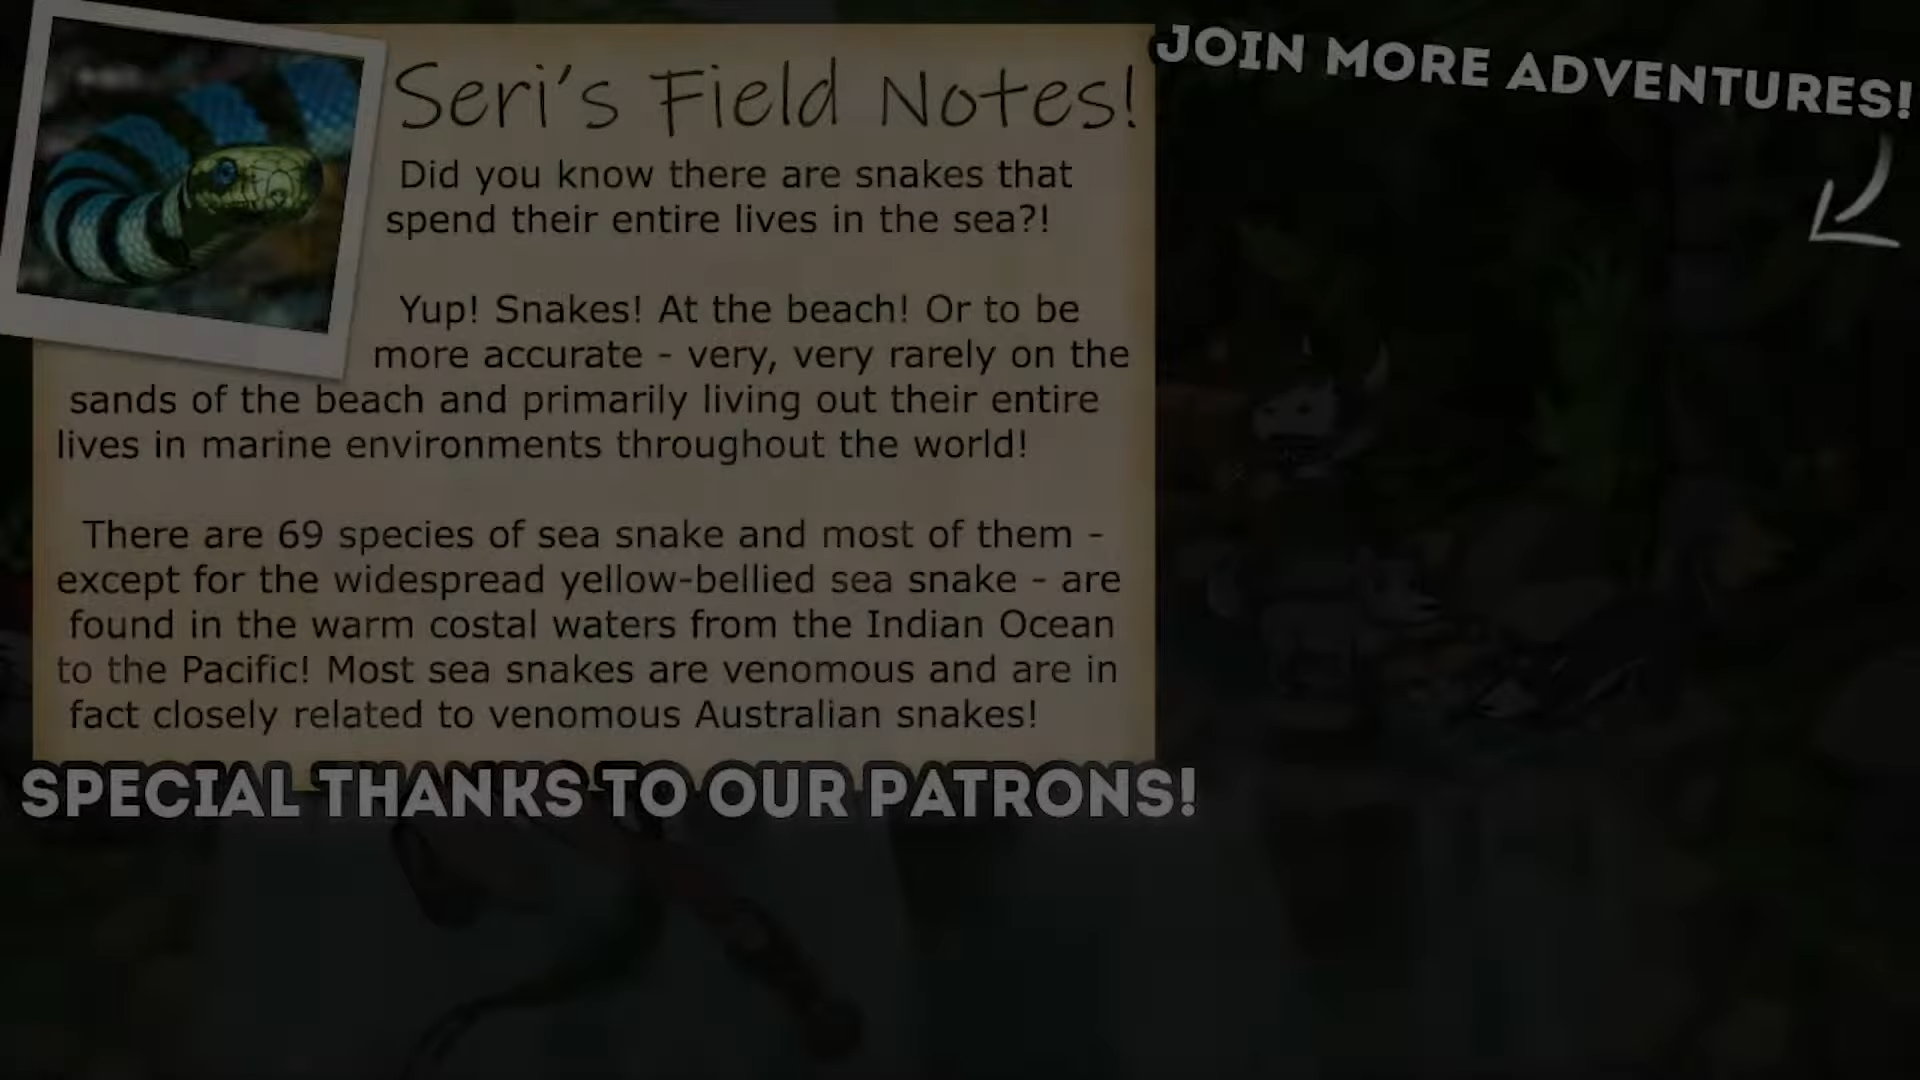 Seri's Field Notes!
Did you know there are snakes that
spend their entire lives in the sea?!
Yup! Snakes! At the beach! Or to be
more accurate - very, very rarely on the
sands of the beach and primarily living out their entire
lives in marine environments throughout the world!
There are 69 species of sea snake and most of them -
except for the widespread yellow-bellied sea snake - are
found in the warm costal waters from the Indian Ocean
to the Pacific! Most sea snakes are venomous and are in
fact closely related to venomous Australian snakes!
JOIN MORE ADVENTURES!
SPECIAL THANKS TO OUR PATRONS!